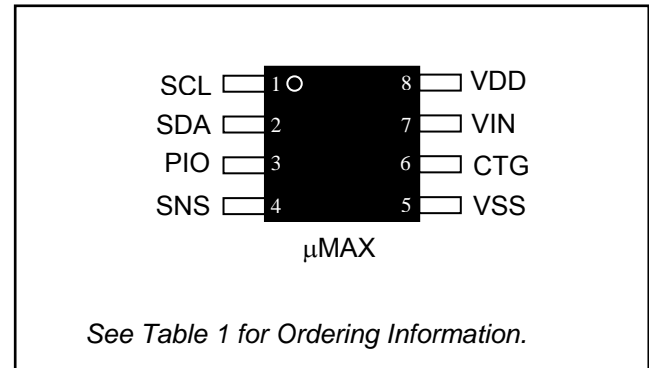 SCL 1 8 VDD
SDA 2 7 VIN
PIO 3 6 CTG
SNS 4 5 VSS
µMAX
See Table 1 for Ordering Information.